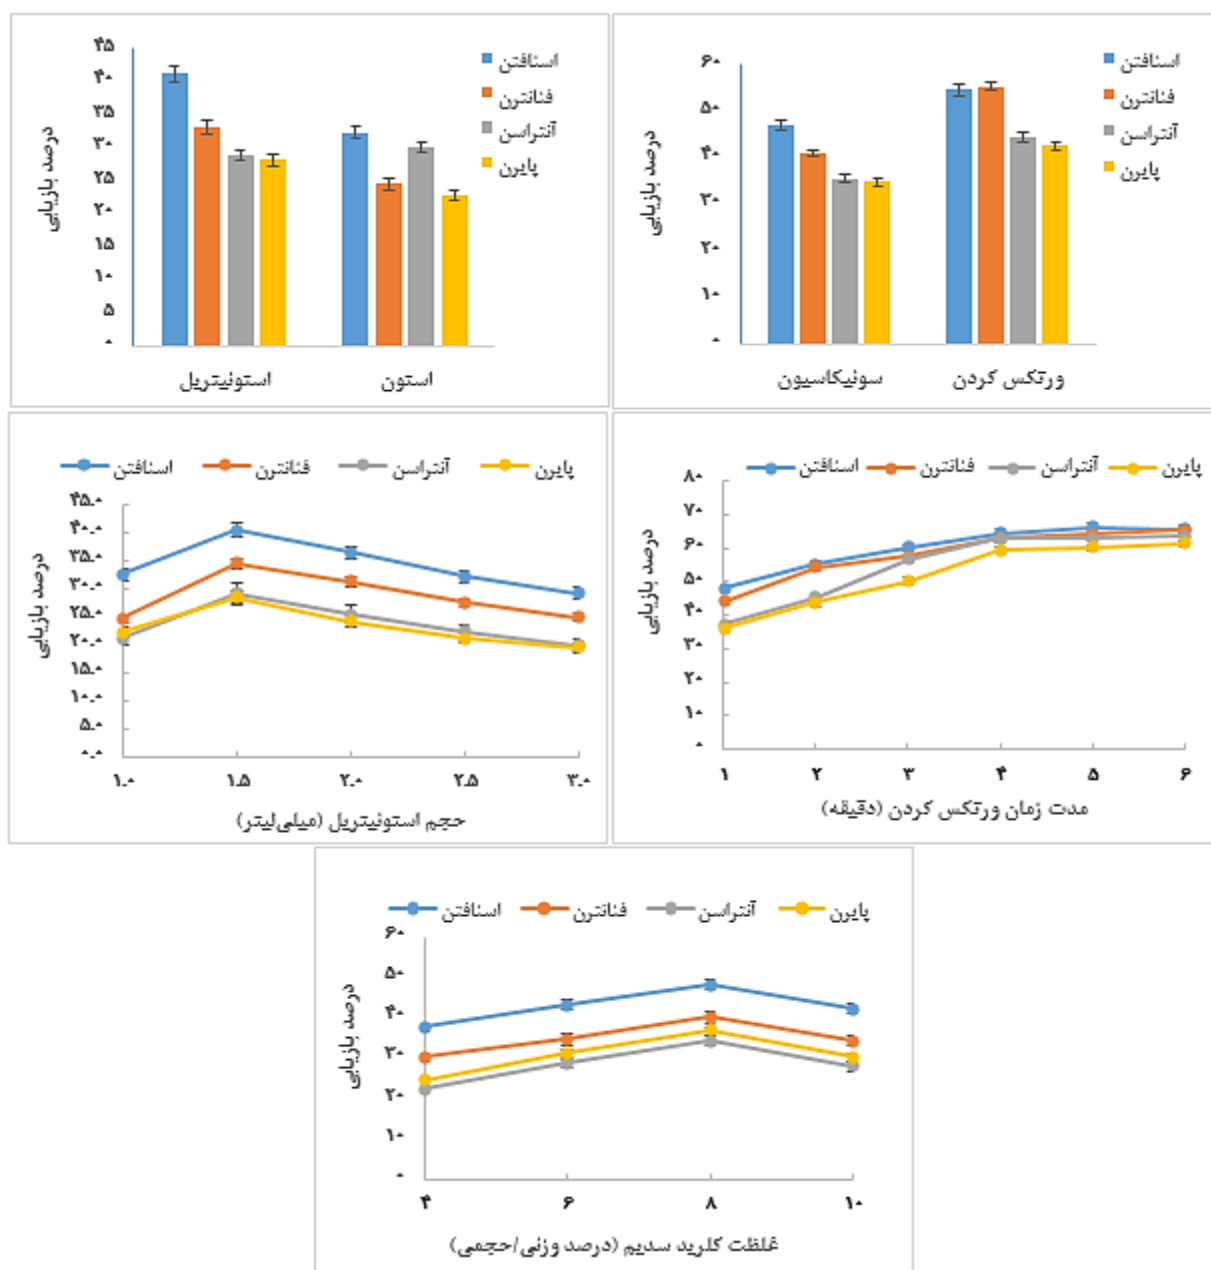 ۴۵
۴۰
۳۵
۳۰
۲۵
۲۰
۱۵
۱۰
۵
۰
درصد بازیابی
اسنافتن
فنانترن
آنتراسن
پایرن
استونیتریل
استون
۶۰
۵۰
۴۰
۳۰
۲۰
۱۰
۰
درصد بازیابی
اسنافتن
فنانترن
آنتراسن
پایرن
سونیکاسیون
ورتکس کردن
اسنافتن فنانترن آنتراسن پایرن
۴۵.۰
۴۰.۰
۳۵.۰
۳۰.۰
۲۵.۰
۲۰.۰
۱۵.۰
۱۰.۰
۵.۰
۰.۰
درصد بازیابی
۱.۰ ۱.۵ ۲.۰ ۲.۵ ۳.۰
حجم استونیتریل (میلی‌لیتر)
اسنافتن فنانترن آنتراسن پایرن
۸۰
۷۰
۶۰
۵۰
۴۰
۳۰
۲۰
۱۰
۰
درصد بازیابی
۱ ۲ ۳ ۴ ۵ ۶
مدت زمان ورتکس کردن (دقیقه)
اسنافتن فنانترن آنتراسن پایرن
۶۰
۵۰
۴۰
۳۰
۲۰
۱۰
۰
درصد بازیابی
۴ ۶ ۸ ۱۰
غلظت کلرید سدیم (درصد وزنی/حجمی)